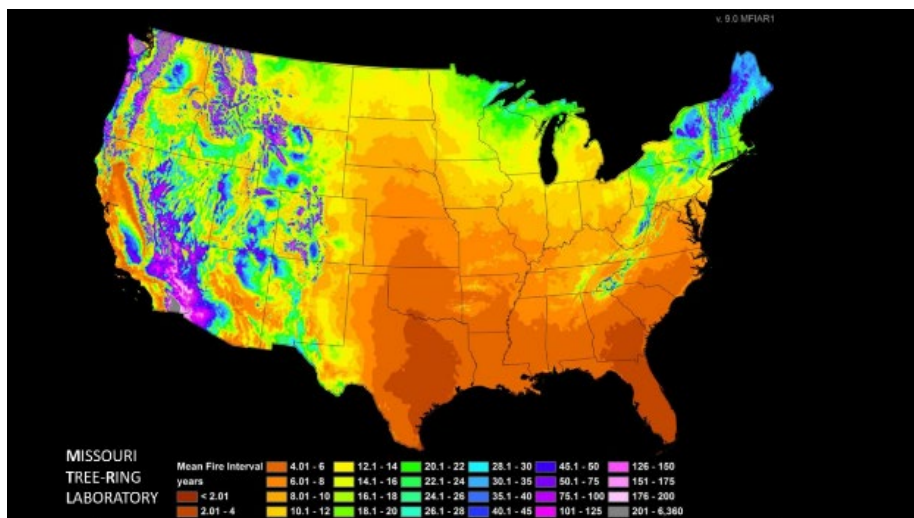 v. 9.0 MFIAR1
MISSOURI
TREE-RING
LABORATORY
Mean Fire Interval
years
< 2.01
2.01 - 4
4.01 - 6
6.01 - 8
8.01 - 10
10.1 - 12
12.1 - 14
14.1 - 16
16.1 - 18
18.1 - 20
20.1 - 22
22.1 - 24
24.1 - 26
26.1 - 28
28.1 - 30
30.1 - 35
35.1 - 40
40.1 - 45
45.1 - 50
50.1 - 75
75.1 - 100
101 - 125
126 - 150
151 - 175
176 - 200
201 - 6,360